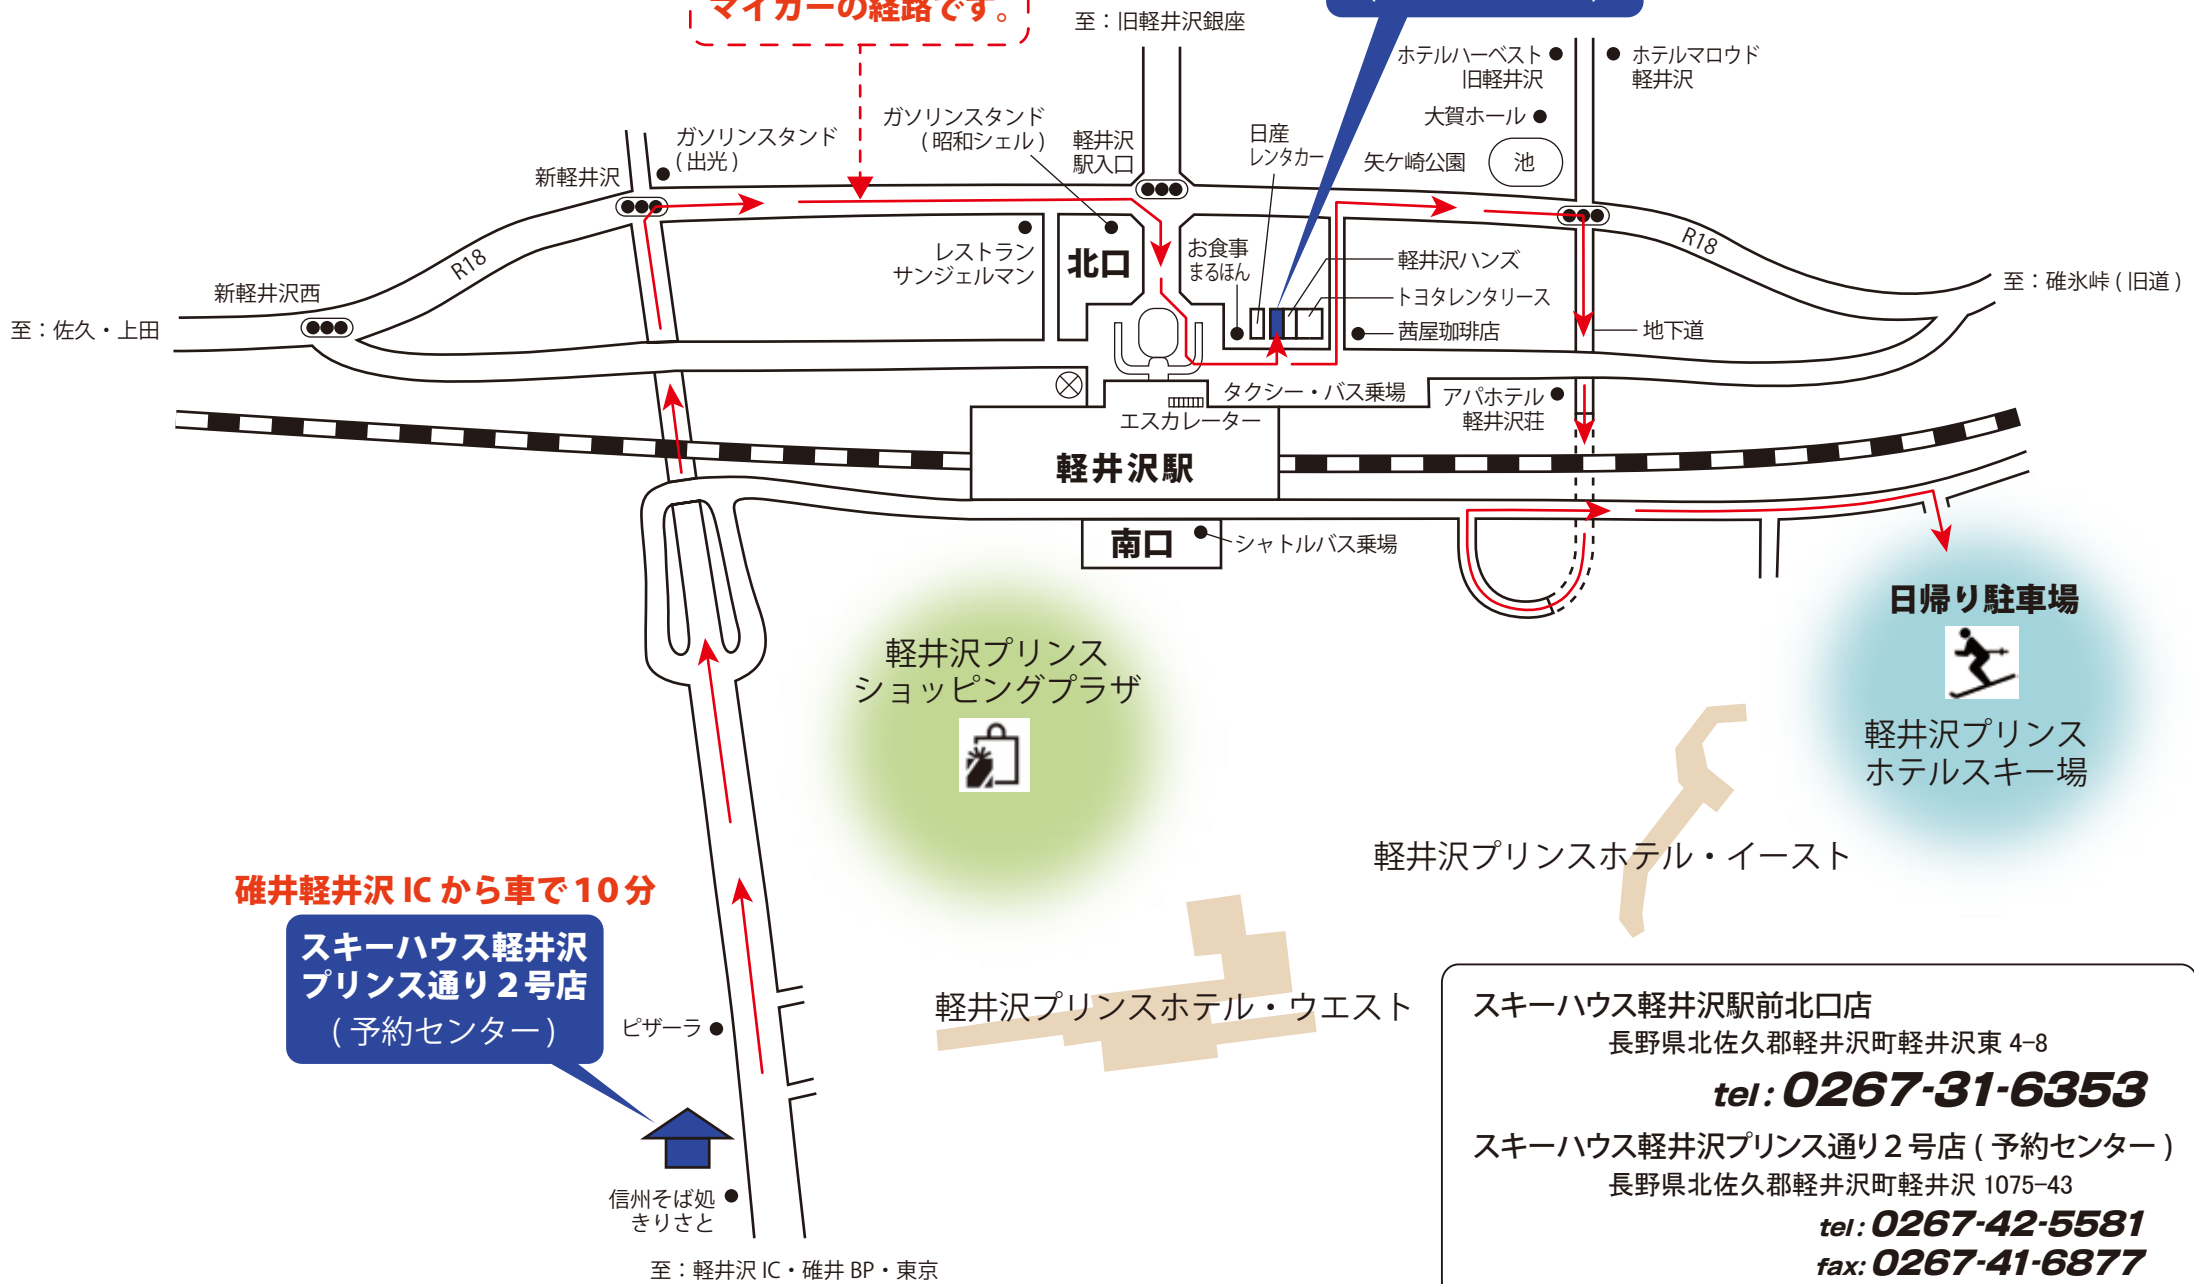 マイカーの経路です。
至：旧軽井沢銀座
ホテルハーベスト
旧軽井沢
ホテルマロウド
軽井沢
大賀ホール
ガソリンスタンド
(出光)
ガソリンスタンド
(昭和シェル)
軽井沢
駅入口
日産
レンタカー
矢ケ崎公園
池
新軽井沢
R18
レストラン
サンジェルマン
北口
お食事
まるほん
軽井沢ハンズ
トヨタレンタリース
茜屋珈琲店
R18
至：碓氷峠(旧道)
新軽井沢西
至：佐久・上田
地下道
タクシー・バス乗場
アパホテル
軽井沢荘
エスカレーター
軽井沢駅
南口
シャトルバス乗場
日帰り駐車場
軽井沢プリンス
ショッピングプラザ
軽井沢プリンス
ホテルスキー場
軽井沢プリンスホテル・イースト
碓井軽井沢 IC から車で10分
スキーハウス軽井沢
プリンス通り2号店
(予約センター)
ピザーラ
軽井沢プリンスホテル・ウエスト
信州そば処
きりさと
至：軽井沢 IC・碓井 BP・東京
スキーハウス軽井沢駅前北口店
長野県北佐久郡軽井沢町軽井沢東 4-8
tel: 0267-31-6353
スキーハウス軽井沢プリンス通り2号店(予約センター)
長野県北佐久郡軽井沢町軽井沢 1075-43
tel: 0267-42-5581
fax: 0267-41-6877